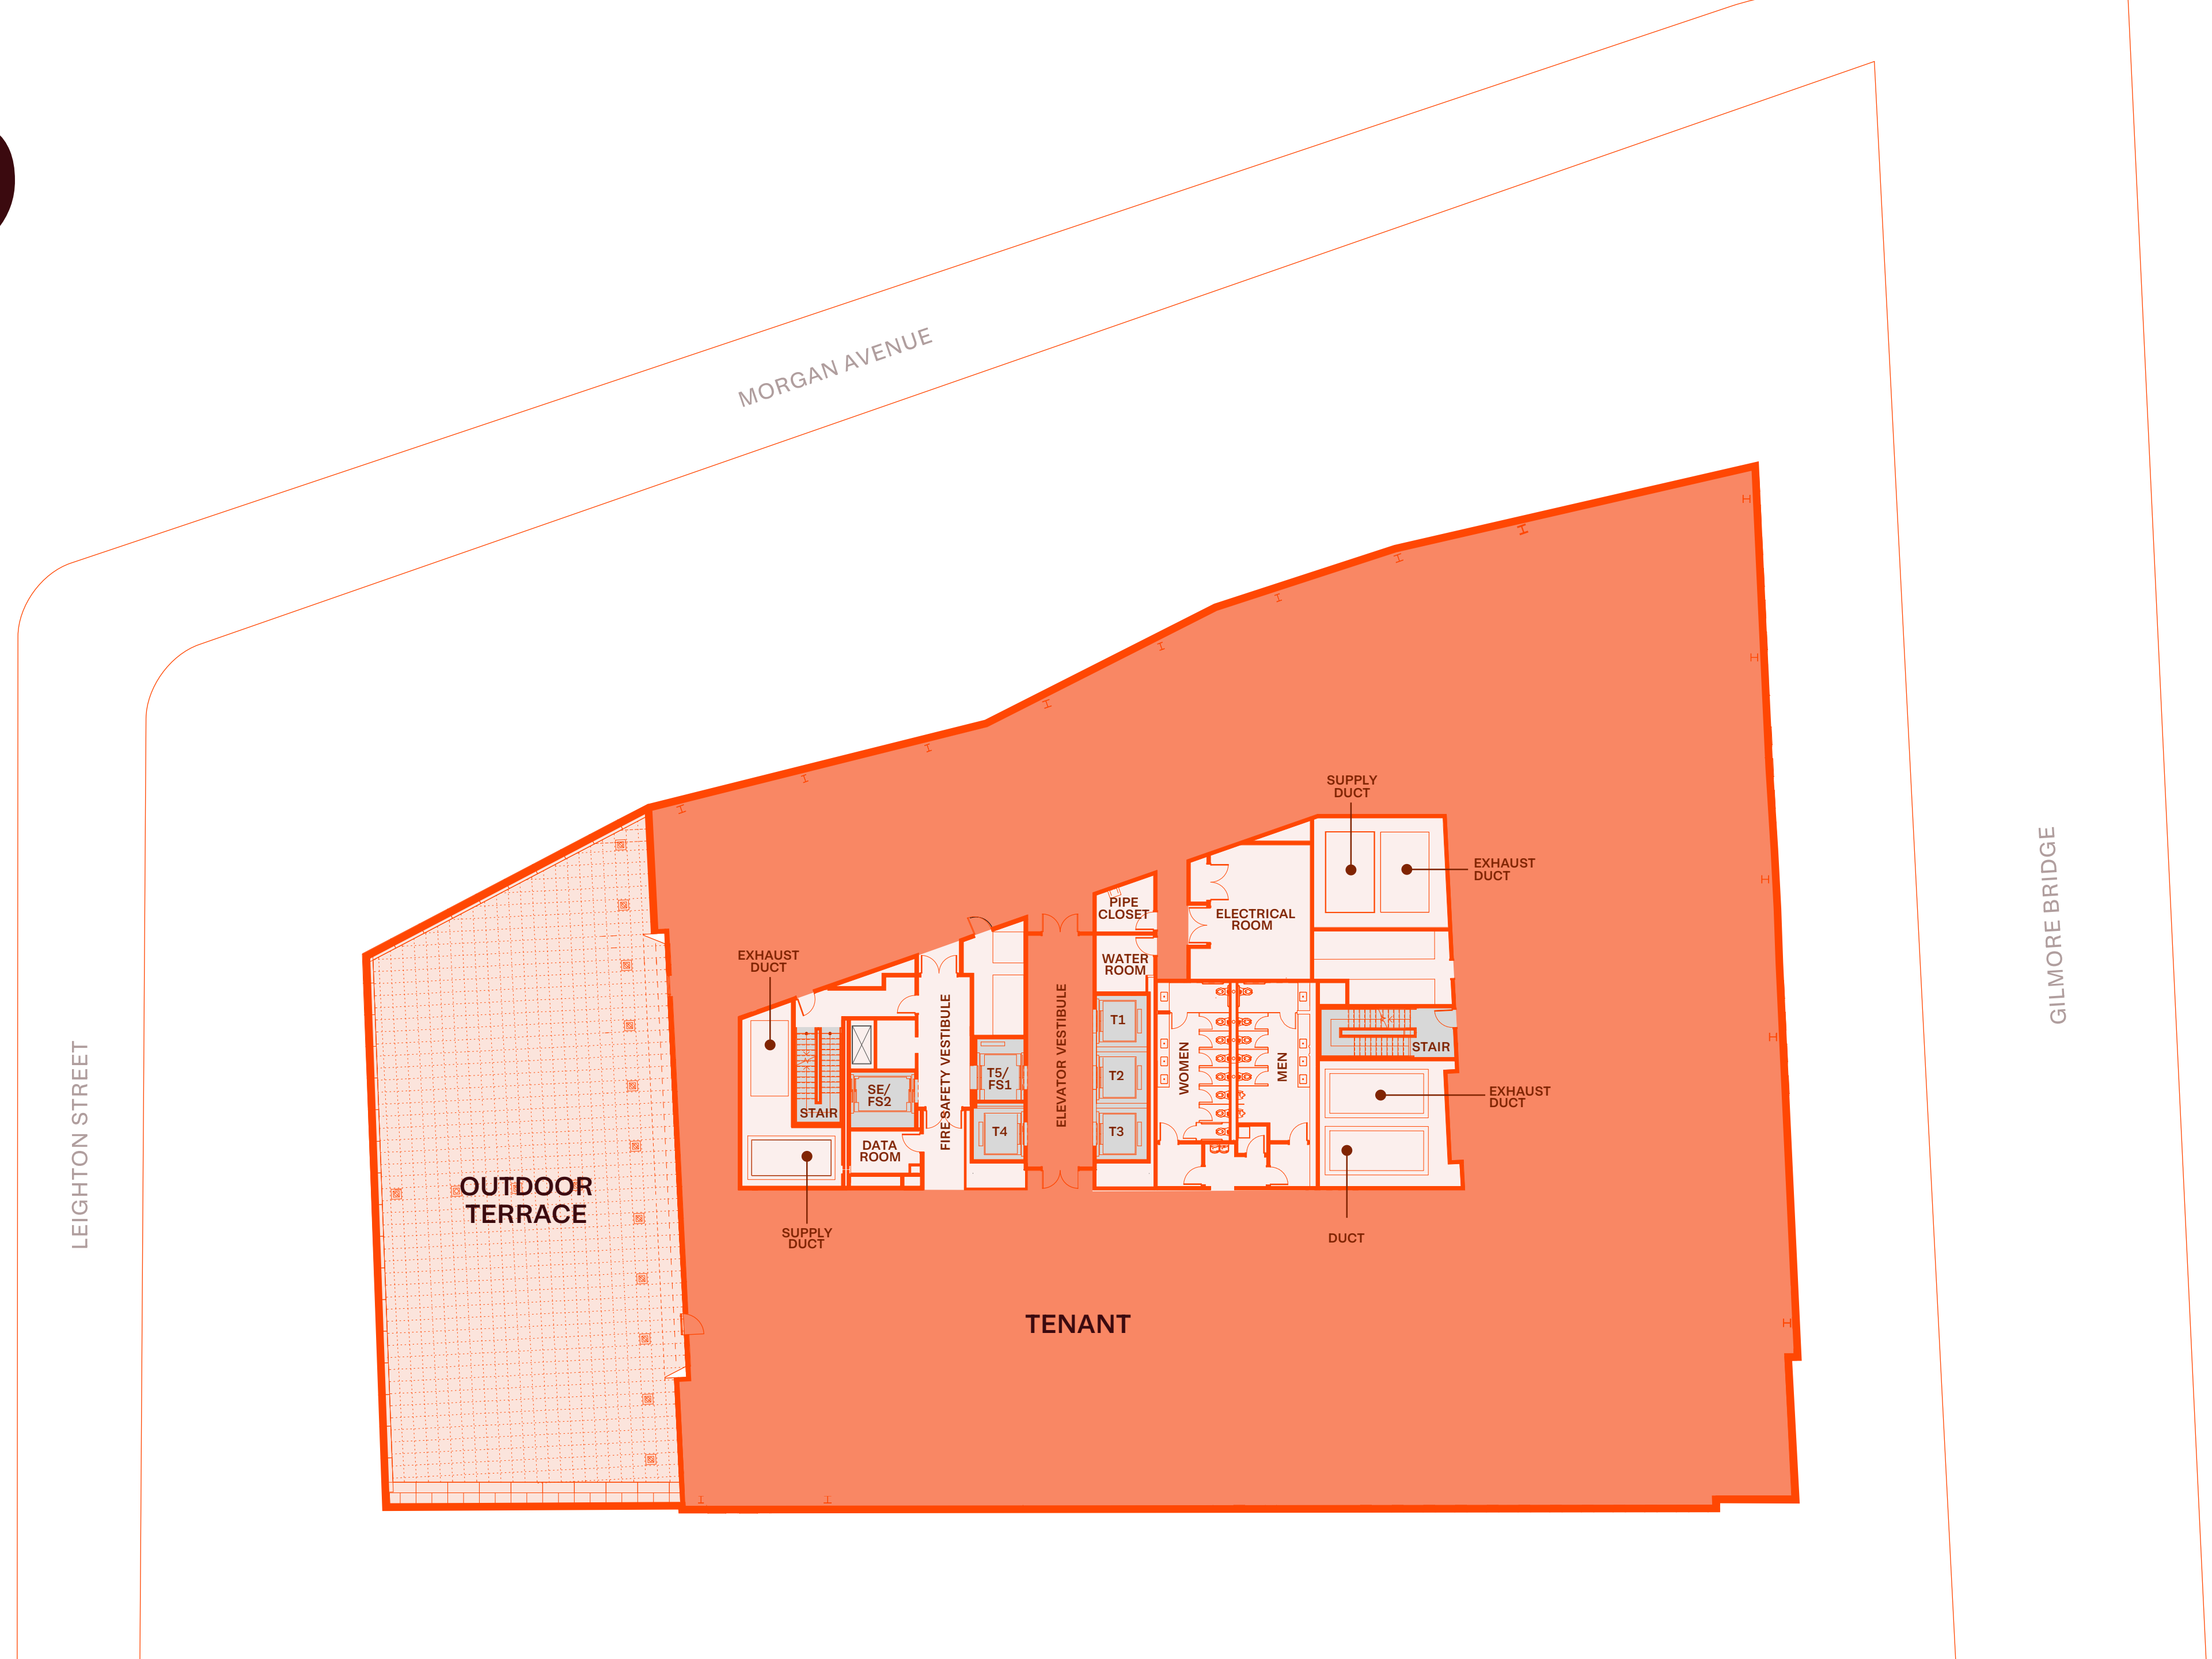 MORGAN AVENUE
LEIGHTON STREET
GILMORE BRIDGE
OUTDOOR
TERRACE
TENANT
EXHAUST
DUCT
SUPPLY
DUCT
STAIR
SE/
FS2
DATA
ROOM
FIRE SAFETY VESTIBULE
T5/
FS1
T4
ELEVATOR VESTIBULE
PIPE
CLOSET
WATER
ROOM
T1
T2
T3
WOMEN
MEN
ELECTRICAL
ROOM
SUPPLY
DUCT
EXHAUST
DUCT
STAIR
EXHAUST
DUCT
DUCT